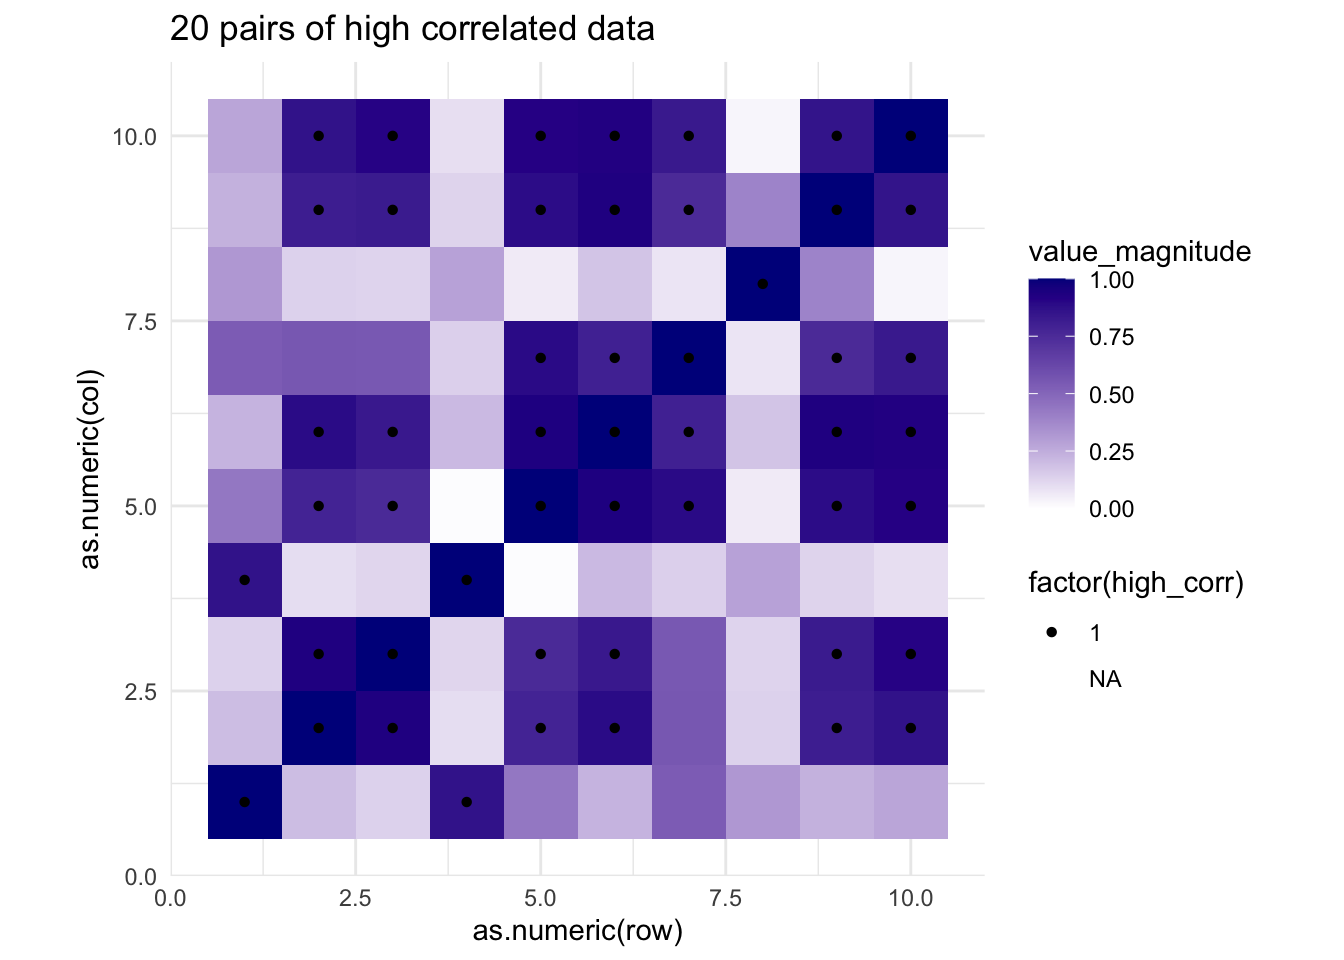 20 pairs of high correlated data
10.0
7.5
5.0
2.5
0.0
as.numeric(col)
0.0 2.5 5.0 7.5 10.0
as.numeric(row)
value_magnitude
1.00
0.75
0.50
0.25
0.00
factor(high_corr)
1
NA